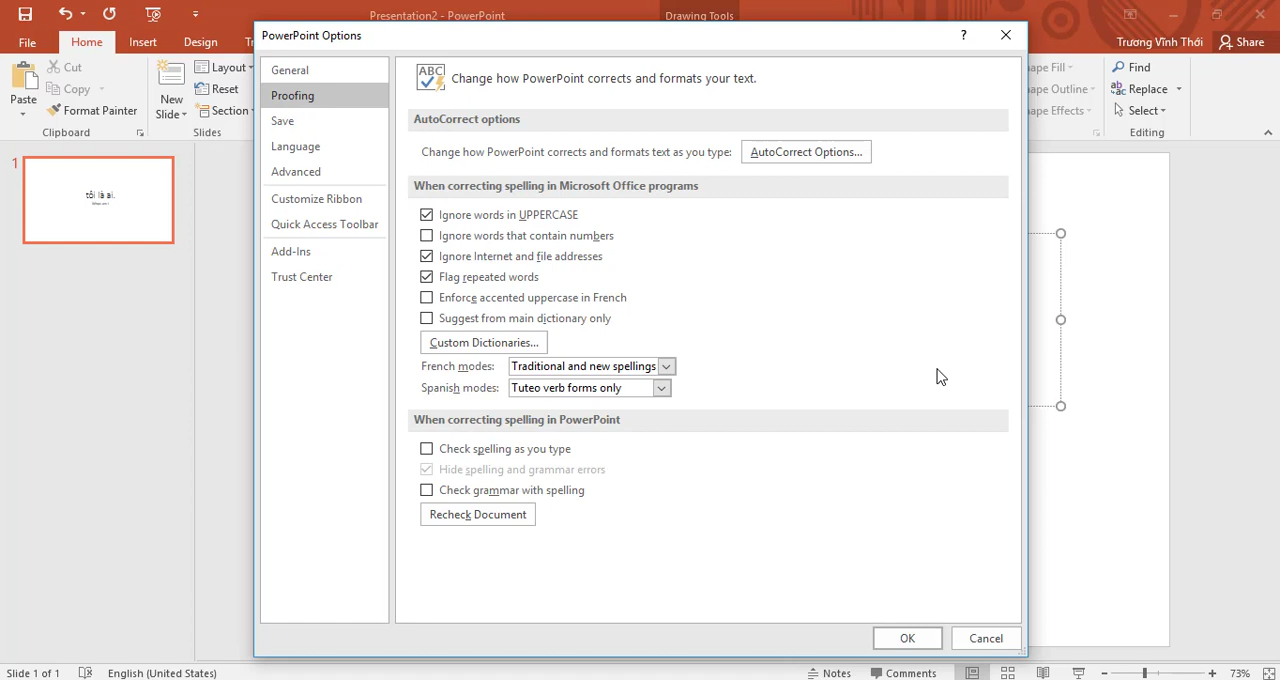 Presentation2 - PowerPoint
Drawing Tools
PowerPoint Options
?
File
Home
Insert
Design
Trương Vĩnh Thới
Share
Cut
Copy
Format Painter
Paste
Clipboard
New
Slide
Layout
Reset
Section
Slides
General
Proofing
Save
Language
Advanced
Customize Ribbon
Quick Access Toolbar
Add-Ins
Trust Center
ABC
Change how PowerPoint corrects and formats your text.
AutoCorrect options
Change how PowerPoint corrects and formats text as you type:
AutoCorrect Options...
When correcting spelling in Microsoft Office programs
Ignore words in UPPERCASE
Ignore words that contain numbers
Ignore Internet and file addresses
Flag repeated words
Enforce accented uppercase in French
Suggest from main dictionary only
Custom Dictionaries...
French modes: Traditional and new spellings
Spanish modes: Tuteo verb forms only
When correcting spelling in PowerPoint
Check spelling as you type
Hide spelling and grammar errors
Check grammar with spelling
Recheck Document
OK
Cancel
ape Fill
ape Outline
ape Effects
Find
Replace
Select
Editing
1
tôi là ai.
Slide 1 of 1
English (United States)
Notes
Comments
73%